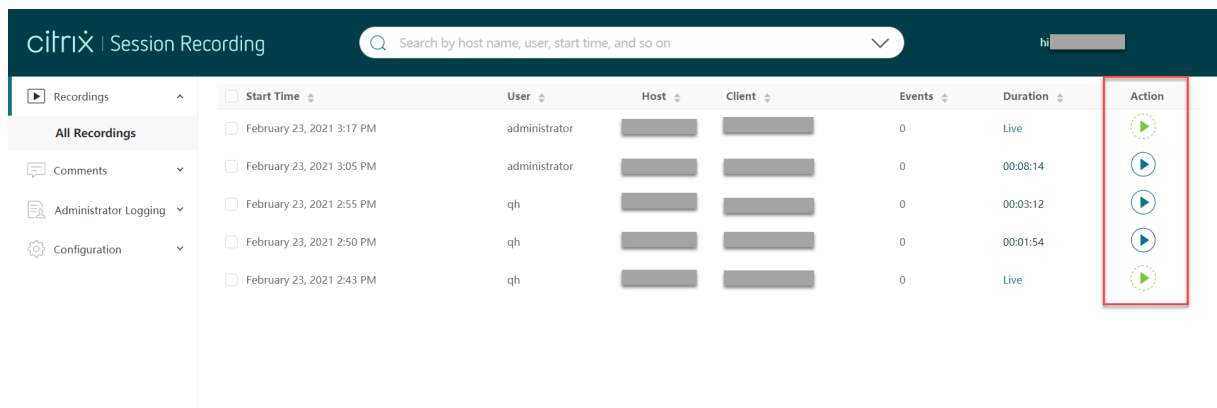 citrix | Session Recording
Search by host name, user, start time, and so on
hi
Recordings
All Recordings
Comments
Administrator Logging
Configuration
Start Time User Host Client Events Duration Action
February 23, 2021 3:17 PM administrator 0 Live
February 23, 2021 3:05 PM administrator 0 00:08:14
February 23, 2021 2:55 PM qh 0 00:03:12
February 23, 2021 2:50 PM qh 0 00:01:54
February 23, 2021 2:43 PM qh 0 Live